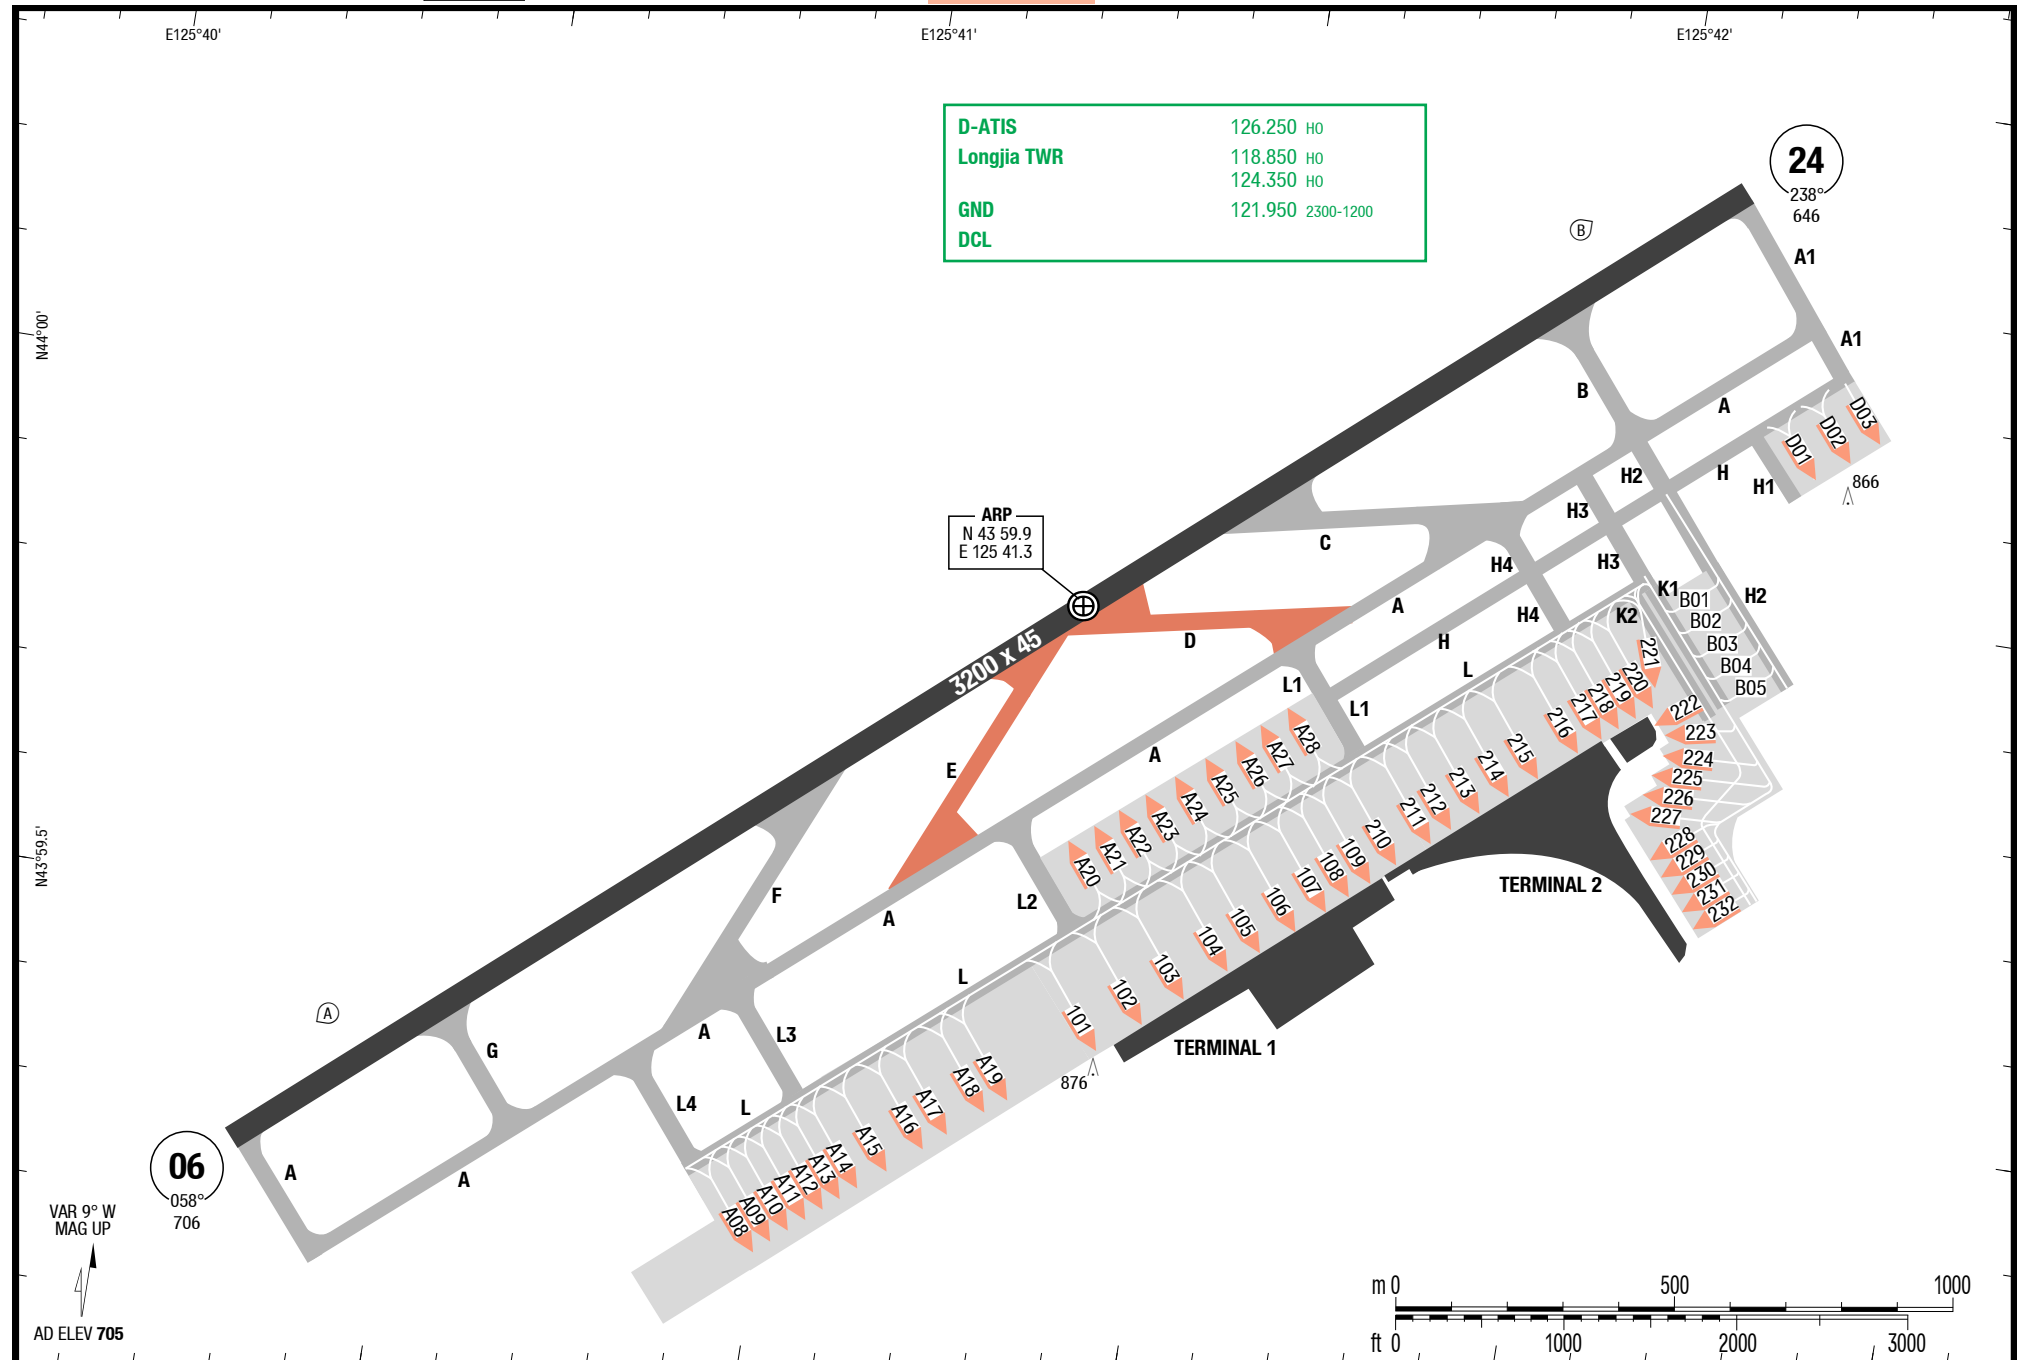 E125°40'
E125°41'
E125°42'
D-ATIS 126.250 HO
Longjia TWR 118.850 HO
124.350 HO
GND 121.950 2300-1200
DCL
24
238°
646
B
A1
N44°00'
A1
B
A
D03
D02
D01
H2
H
H1
866
H3
ARP
N 43 59.9
E 125 41.3
C
H4
H3
K1
B01
H2
A
H4
K2
B02
D
H
B03
3200 x 45
L
221
B04
L1
220
B05
219
L1
218
222
217
216
223
A28
A
A27
215
224
E
A26
214
225
A25
213
226
A24
212
227
A23
211
A22
210
228
A21
109
229
A20
108
TERMINAL 2
230
F
107
231
L2
106
232
A
105
104
L
103
102
A
101
A
L3
TERMINAL 1
G
A19
876
A18
L4
L
A17
A16
A15
A14
A13
A12
A11
A10
A09
A08
06
058°
706
A
A
N43°59.5'
VAR 9° W
MAG UP
AD ELEV 705
m 0 500 1000
ft 0 1000 2000 3000